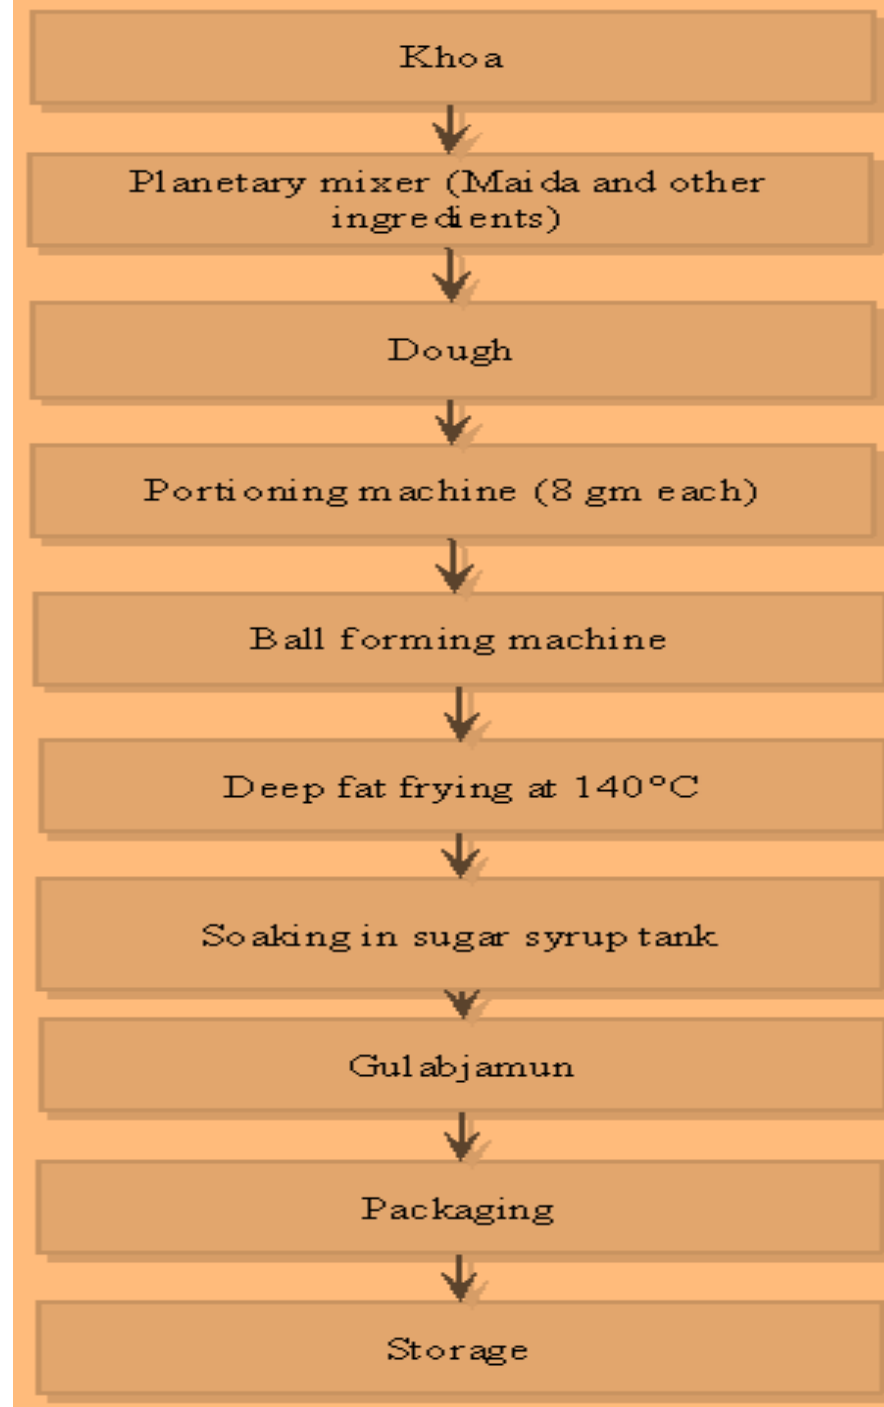 Khoa
Planetary mixer (Maida and other
ingredients)
Dough
Portioning machine (8 gm each)
Ball forming machine
Deep fat frying at 140°C
Soaking in sugar syrup tank
Gulabjamun
Packaging
Storage